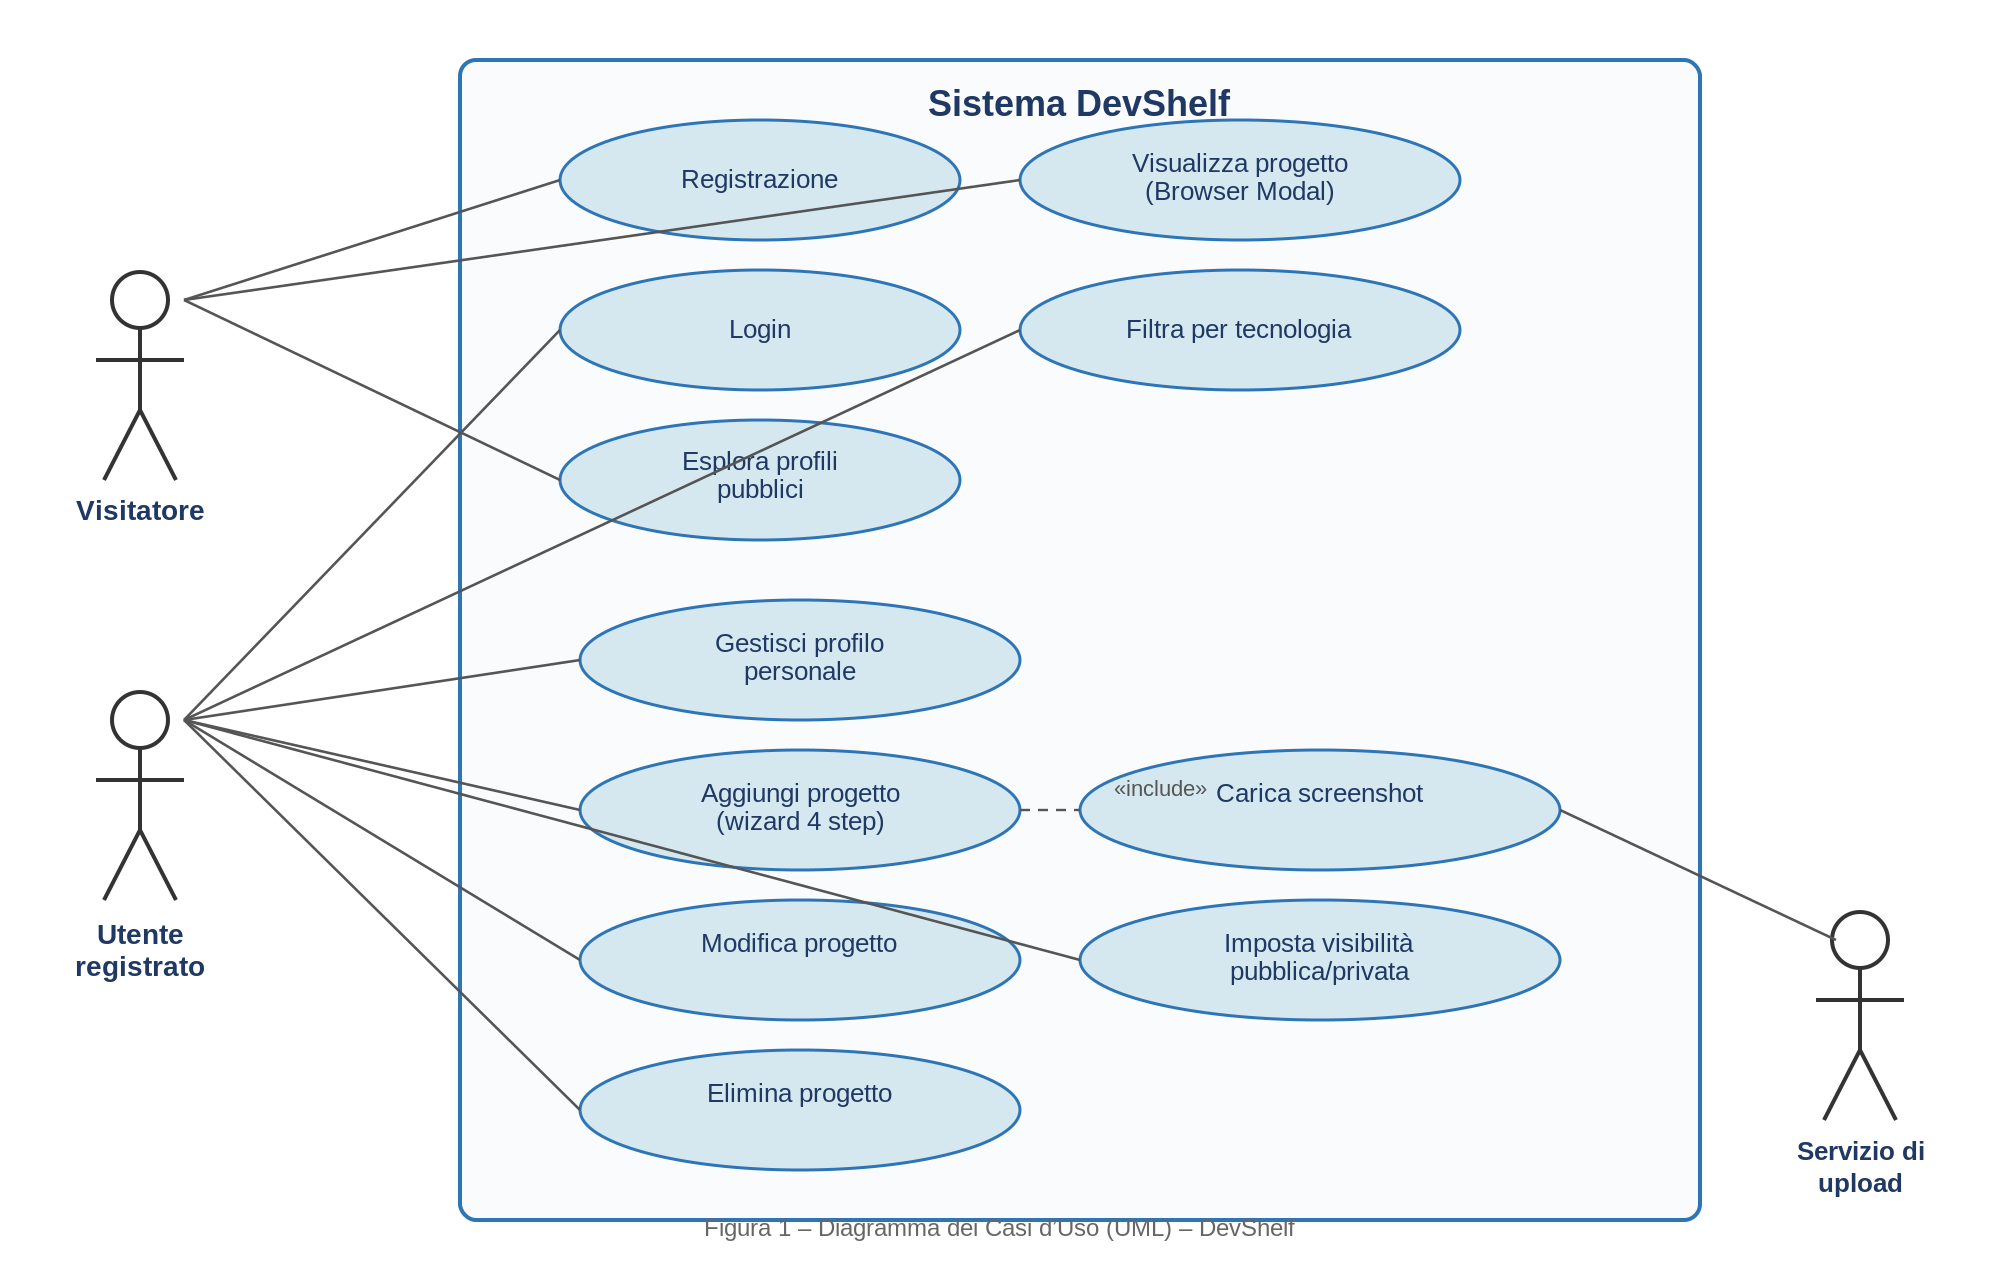 Sistema DevShelf
Registrazione
Visualizza progetto
(Browser Modal)
Login
Filtra per tecnologia
Esplora profili
pubblici
Visitatore
Gestisci profilo
personale
Aggiungi progetto
(wizard 4 step)
«include»
Carica screenshot
Utente
registrato
Modifica progetto
Imposta visibilità
pubblica/privata
Elimina progetto
Servizio di
upload
Figura 1 – Diagramma dei Casi d’Uso (UML) – DevShelf